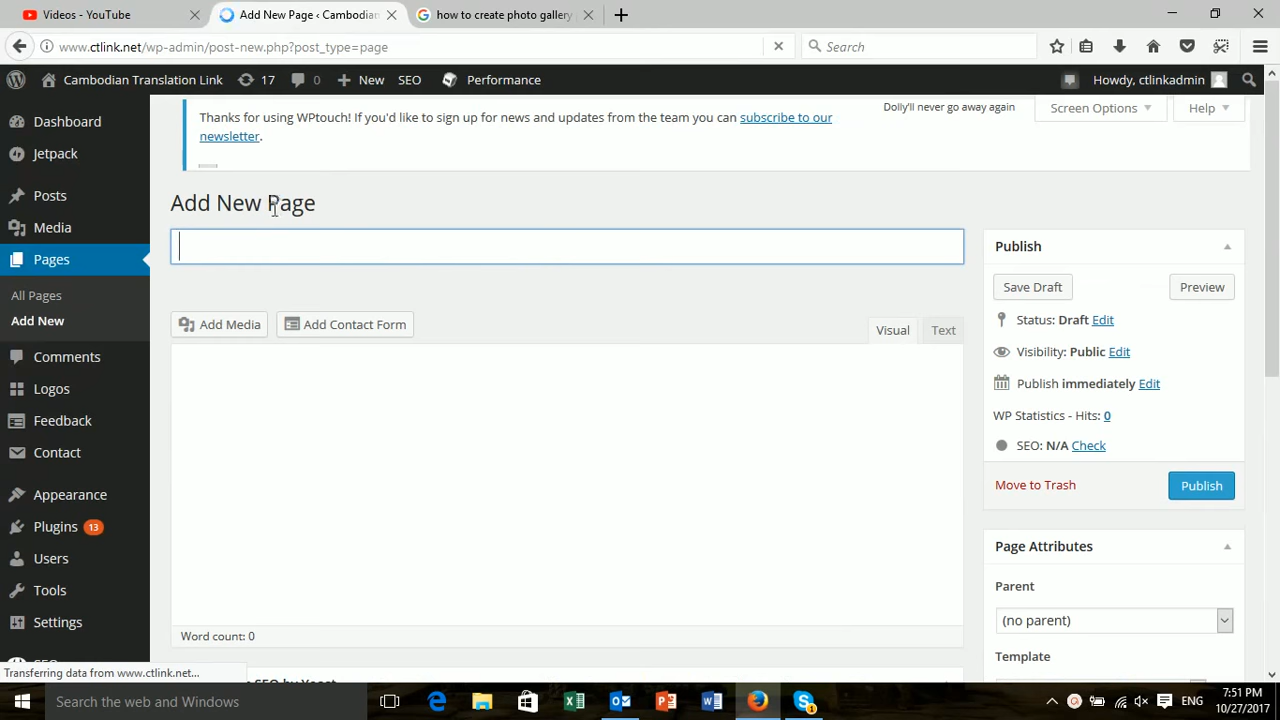 Videos - YouTube
Add New Page ‹ Cambodian
how to create photo gallery
www.ctlink.net/wp-admin/post-new.php?post_type=page
Search
Cambodian Translation Link
17
0
New
SEO
Performance
Howdy, ctlinkadmin
Dashboard
Jetpack
Posts
Media
Pages
All Pages
Add New
Comments
Logos
Feedback
Contact
Appearance
Plugins 13
Users
Tools
Settings
Thanks for using WPtouch! If you'd like to sign up for news and updates from the team you can subscribe to our
newsletter.
Dolly'll never go away again
Screen Options
Help
Add New Page
Add Media
Add Contact Form
Visual
Text
Word count: 0
Publish
Save Draft
Preview
Status: Draft Edit
Visibility: Public Edit
Publish immediately Edit
WP Statistics - Hits: 0
SEO: N/A Check
Move to Trash
Publish
Page Attributes
Parent
(no parent)
Template
Transferring data from www.ctlink.net...
Search the web and Windows
ENG
7:51 PM
10/27/2017